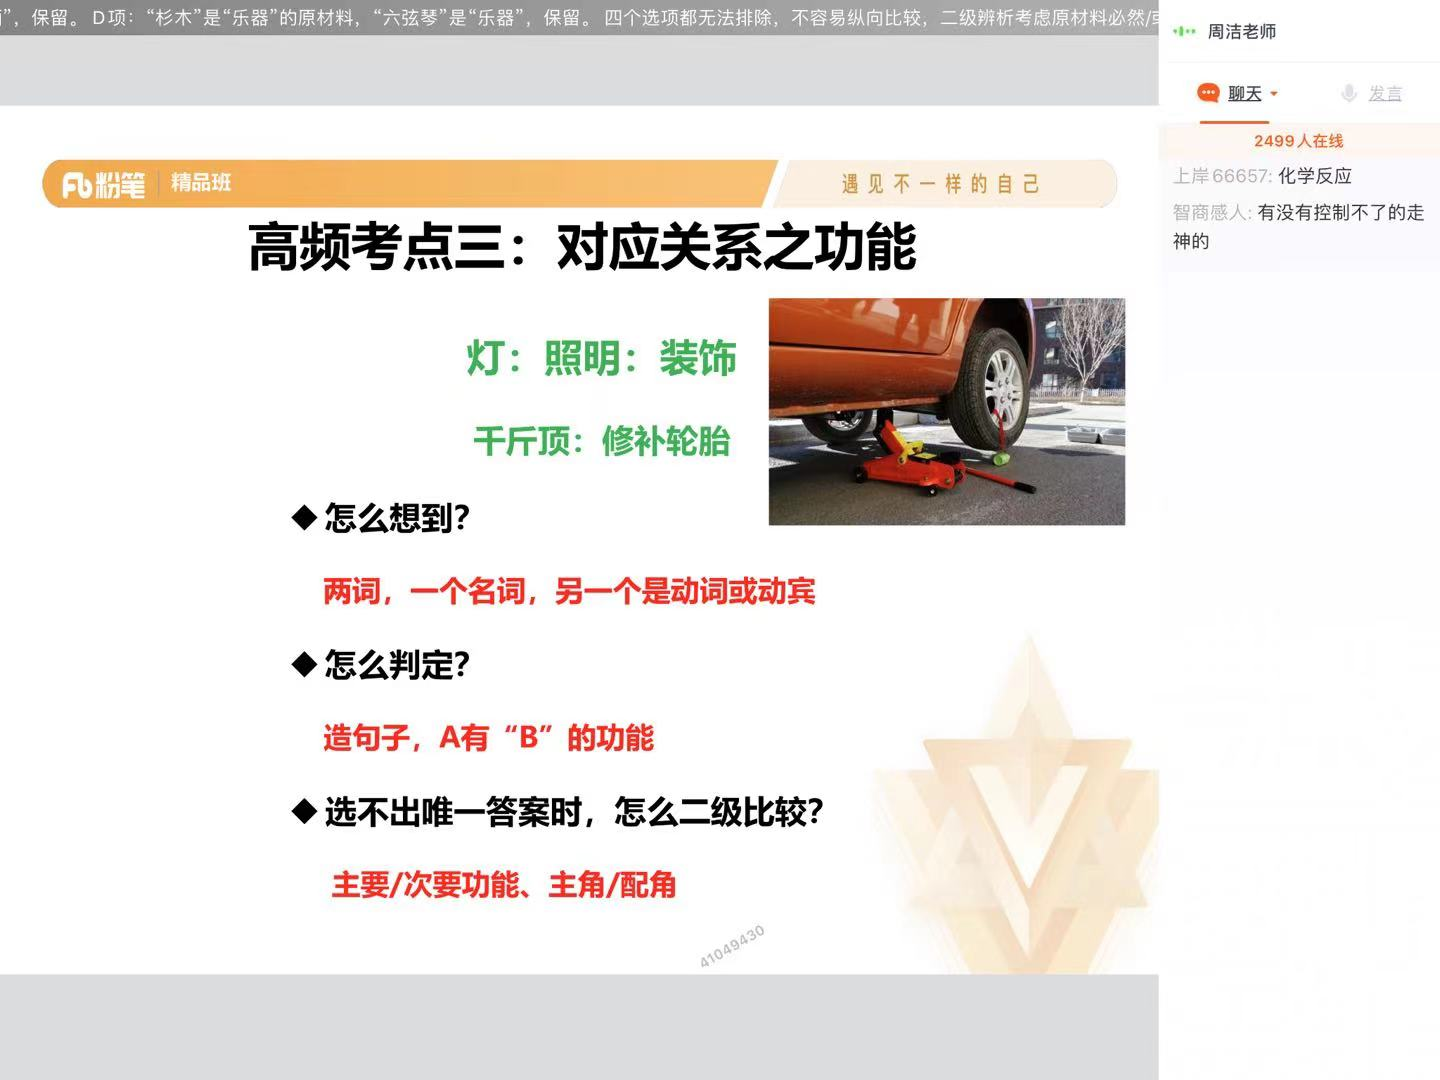 ”，保留。 D项：“杉木”是“乐器”的原材料，“六弦琴”是“乐器”，保留。 四个选项都无法排除，不容易纵向比较，二级辨析考虑原材料必然/
周洁老师
聊天
发言
2499人在线
上岸66657: 化学反应
智商感人: 有没有控制不了的走
神的
粉笔 精品班
遇见不一样的自己
高频考点三：对应关系之功能
灯：照明：装饰
千斤顶：修补轮胎
◆ 怎么想到？
两词，一个名词，另一个是动词或动宾
◆ 怎么判定？
造句子，A有“B”的功能
◆ 选不出唯一答案时，怎么二级比较？
主要/次要功能、主角/配角
41049430